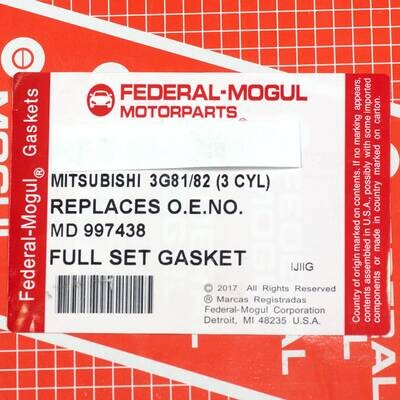 FEDERAL-MOGUL
MOTORPARTS®
MITSUBISHI 3G81/82 (3 CYL)
REPLACES O.E.NO.
MD 997438
FULL SET GASKET
IJIIG
© 2017 All Rights Reserved
® Marcas Registradas
Federal-Mogul Corporation
Detroit, MI 48235 U.S.A.
Federal-Mogul® Gaskets
Country of origin marked on contents. If no marking appears,
contents assembled in U.S.A., possibly with some imported
components or made in country marked on carton.